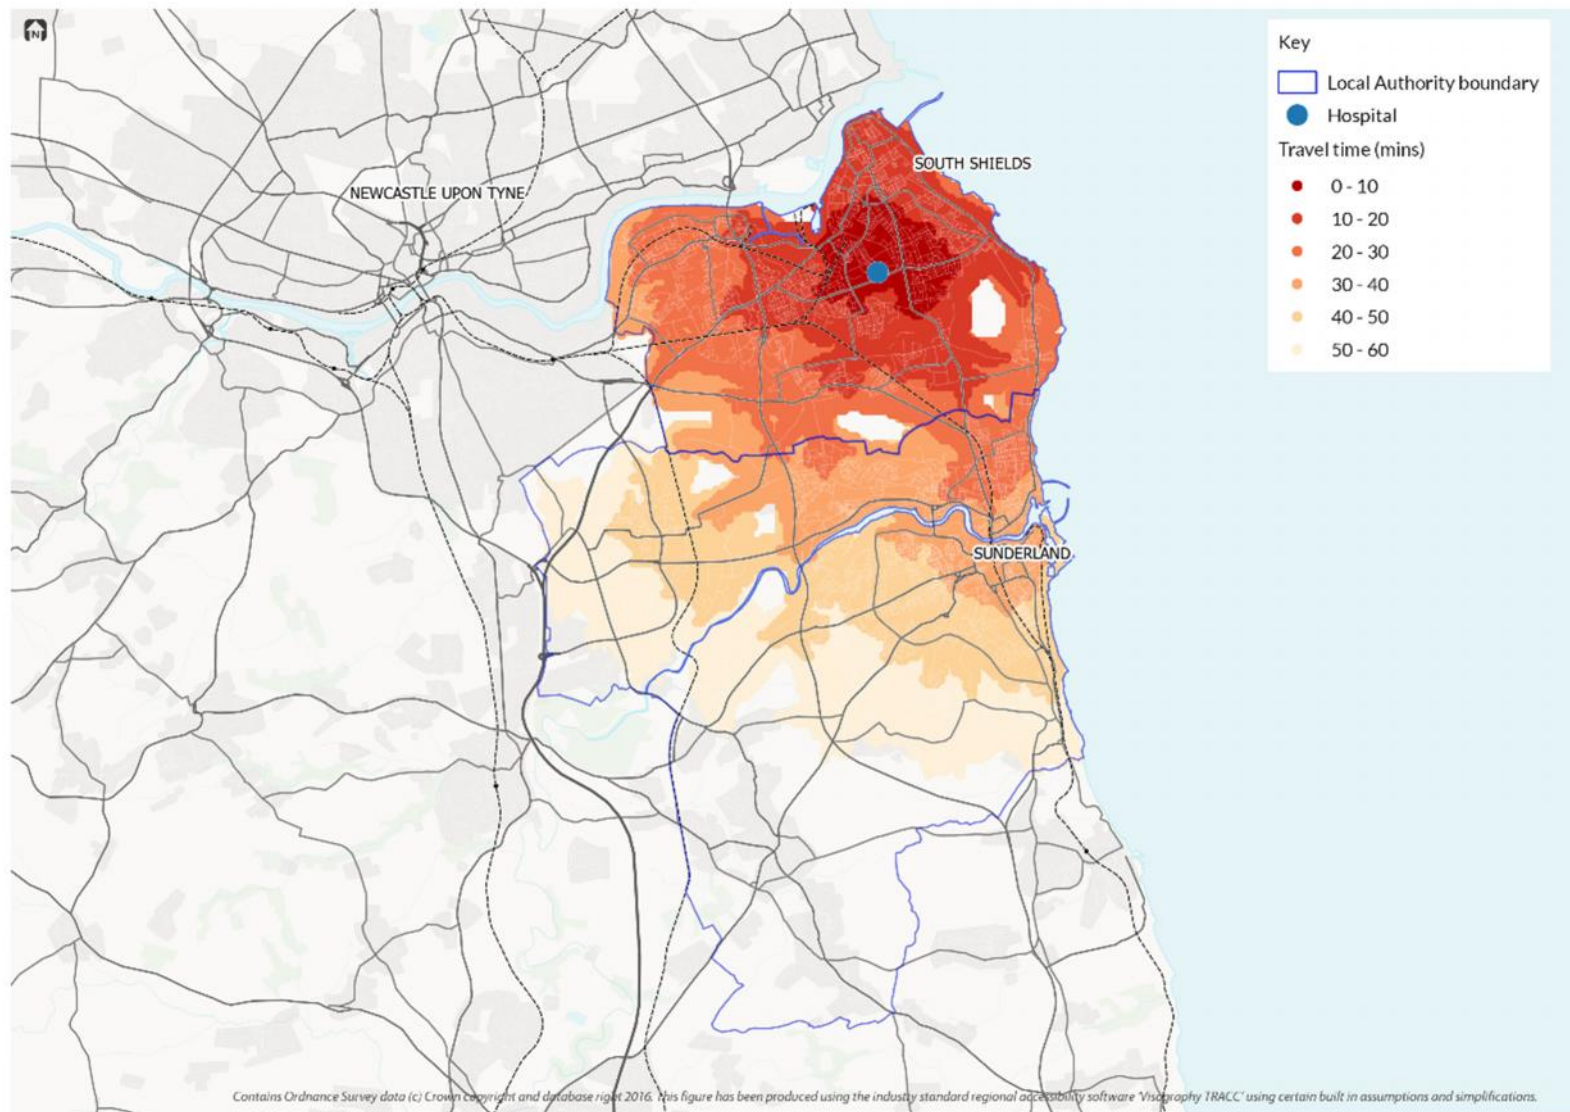 N
Key
Local Authority boundary
Hospital
Travel time (mins)
0 - 10
10 - 20
20 - 30
30 - 40
40 - 50
50 - 60
SOUTH SHIELDS
NEWCASTLE UPON TYNE
SUNDERLAND
Contains Ordnance Survey data (c) Crown copyright and database right 2016. This figure has been produced using the industry standard regional accessibility software 'Visography TRACC' using certain built in assumptions and simplifications.